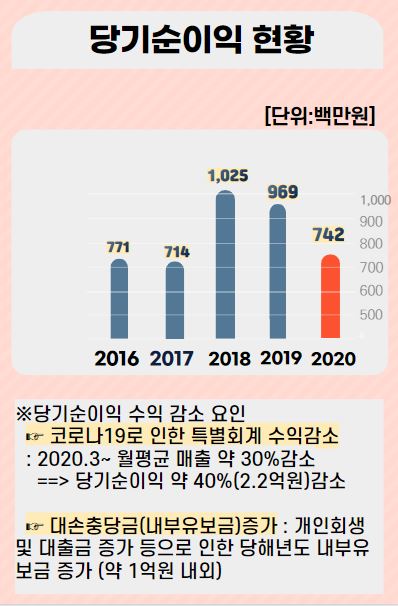 당기순이익 현황
[단위:백만원]
1,025
969
771
714
742
1,000
900
800
700
600
500
2016 2017 2018 2019 2020
※당기순이익 수익 감소 요인
☞ 코로나19로 인한 특별회계 수익감소
: 2020.3~ 월평균 매출 약 30%감소
==> 당기순이익 약 40%(2.2억원)감소
☞ 대손충당금(내부유보금)증가 : 개인회생
및 대출금 증가 등으로 인한 당해년도 내부유
보금 증가 (약 1억원 내외)